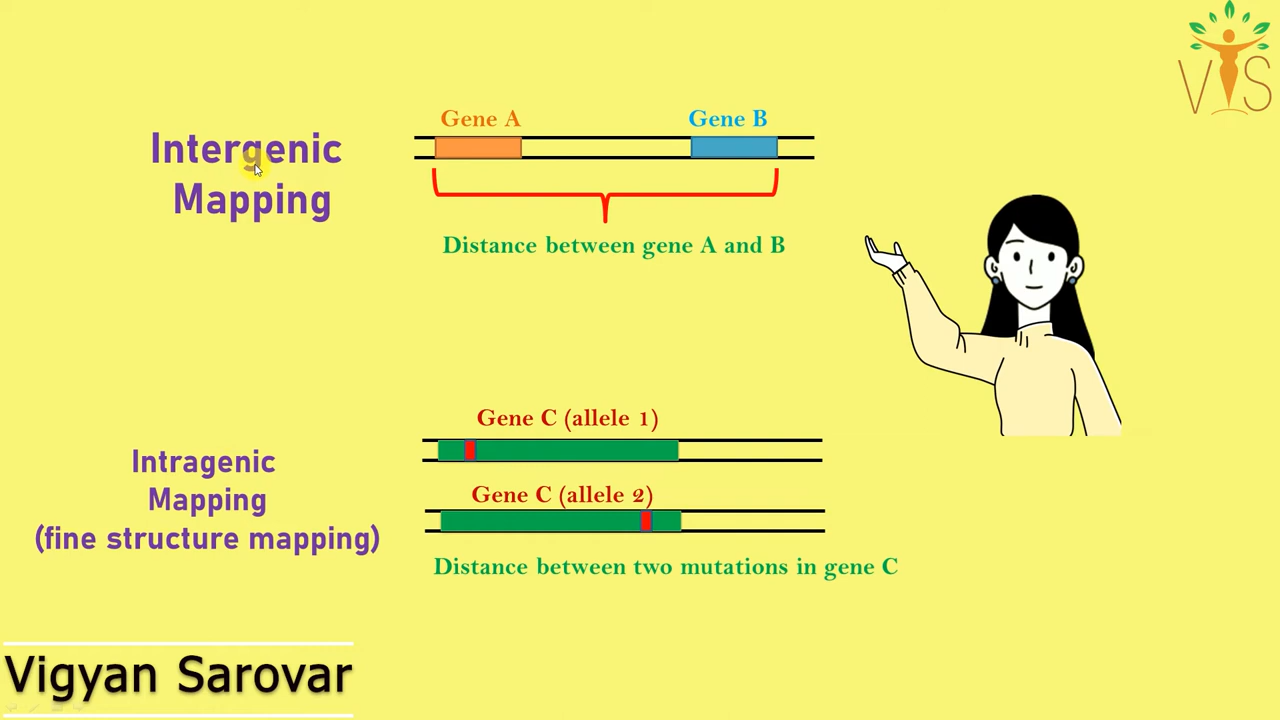 Intergenic
Mapping
Gene A
Gene B
Distance between gene A and B
VIS
Gene C (allele 1)
Intragenic
Mapping
(fine structure mapping)
Gene C (allele 2)
Distance between two mutations in gene C
Vigyan Sarovar